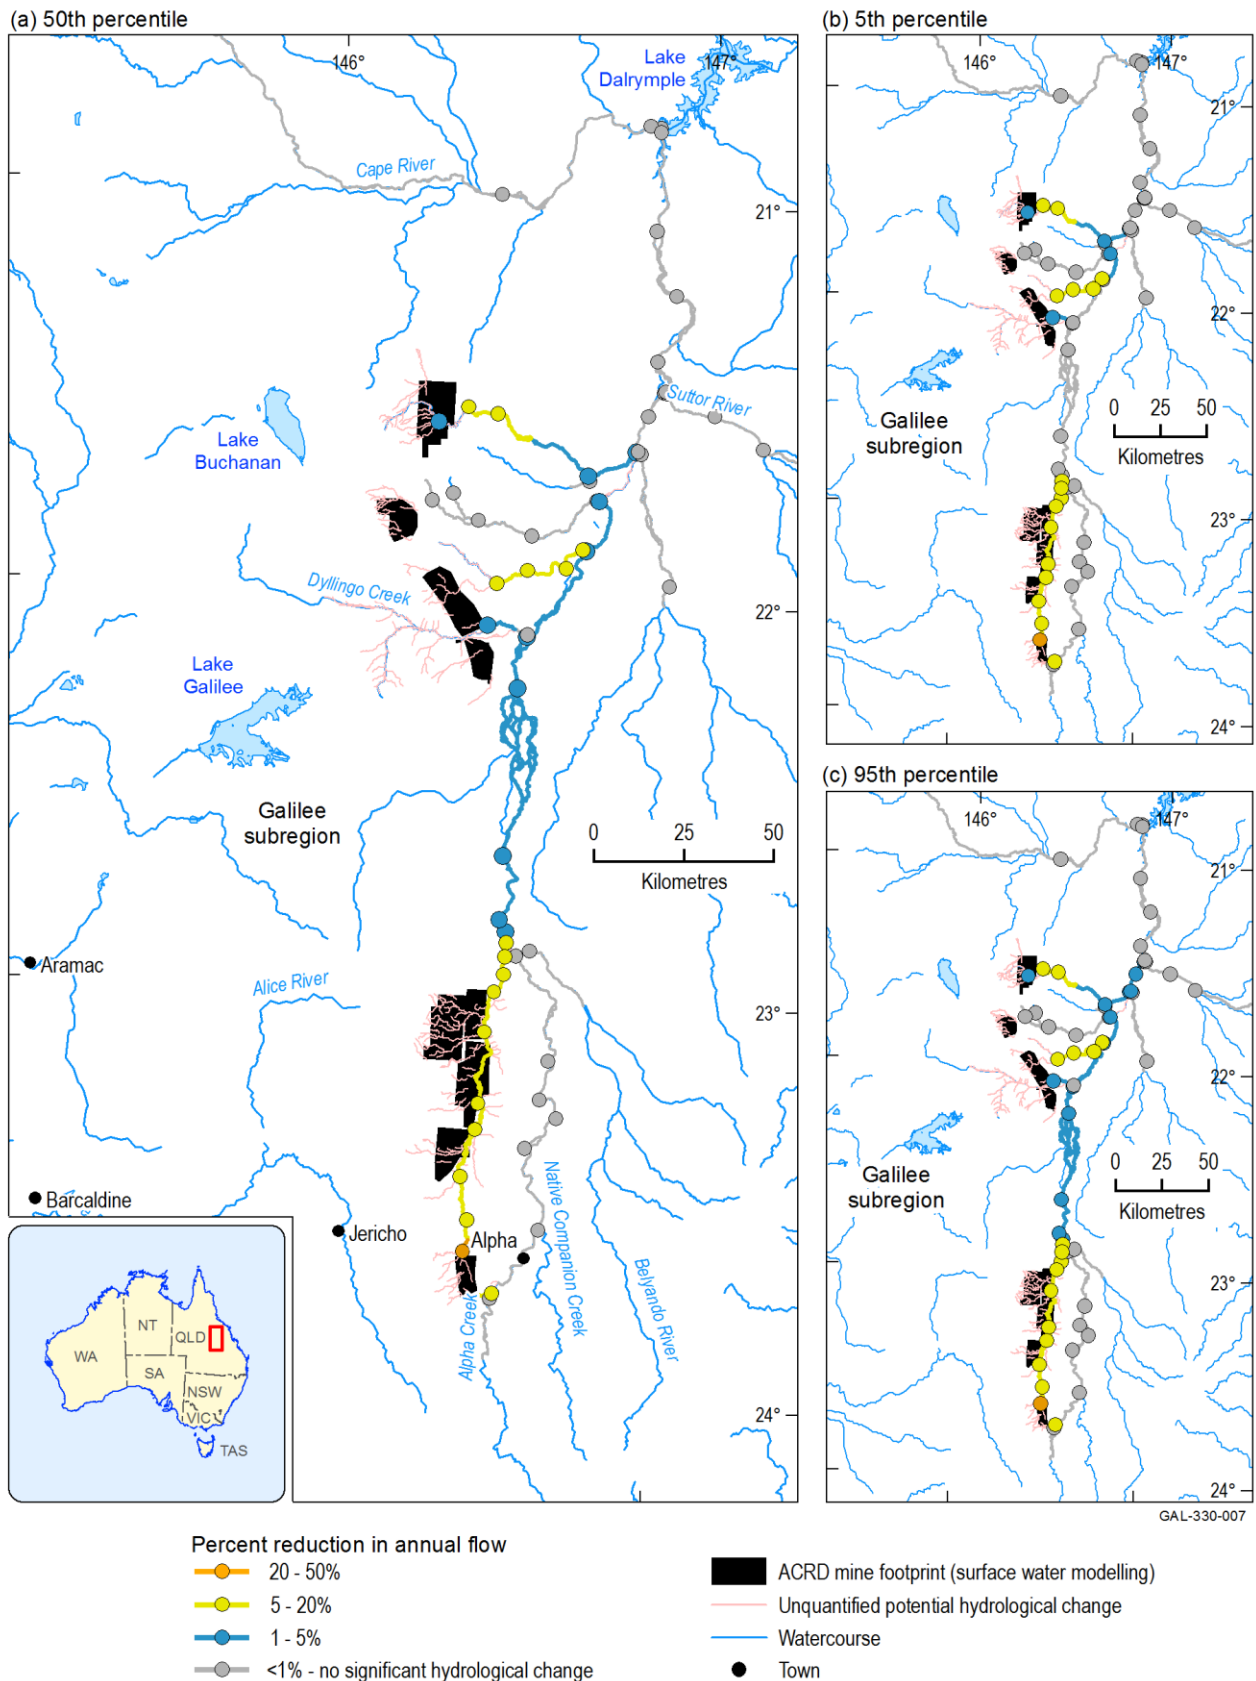 (a) 50th percentile
146°
147°
Lake
Dalrymple
Cape River
21°
Suttor River
Lake
Buchanan
Dyllingo Creek
22°
Lake
Galilee
Galilee
subregion
0 25 50
Kilometres
Aramac
Alice River
23°
Barcaldine
Jericho
Alpha
Native Companion Creek
Belyando River
Alpha Creek
24°
WA
NT
QLD
SA
NSW
VIC
TAS
(b) 5th percentile
146°
147°
21°
22°
Galilee
subregion
0 25 50
Kilometres
23°
24°
(c) 95th percentile
146°
147°
21°
22°
Galilee
subregion
0 25 50
Kilometres
23°
24°
GAL-330-007
Percent reduction in annual flow
20 - 50%
5 - 20%
1 - 5%
<1% - no significant hydrological change
ACRD mine footprint (surface water modelling)
Unquantified potential hydrological change
Watercourse
Town